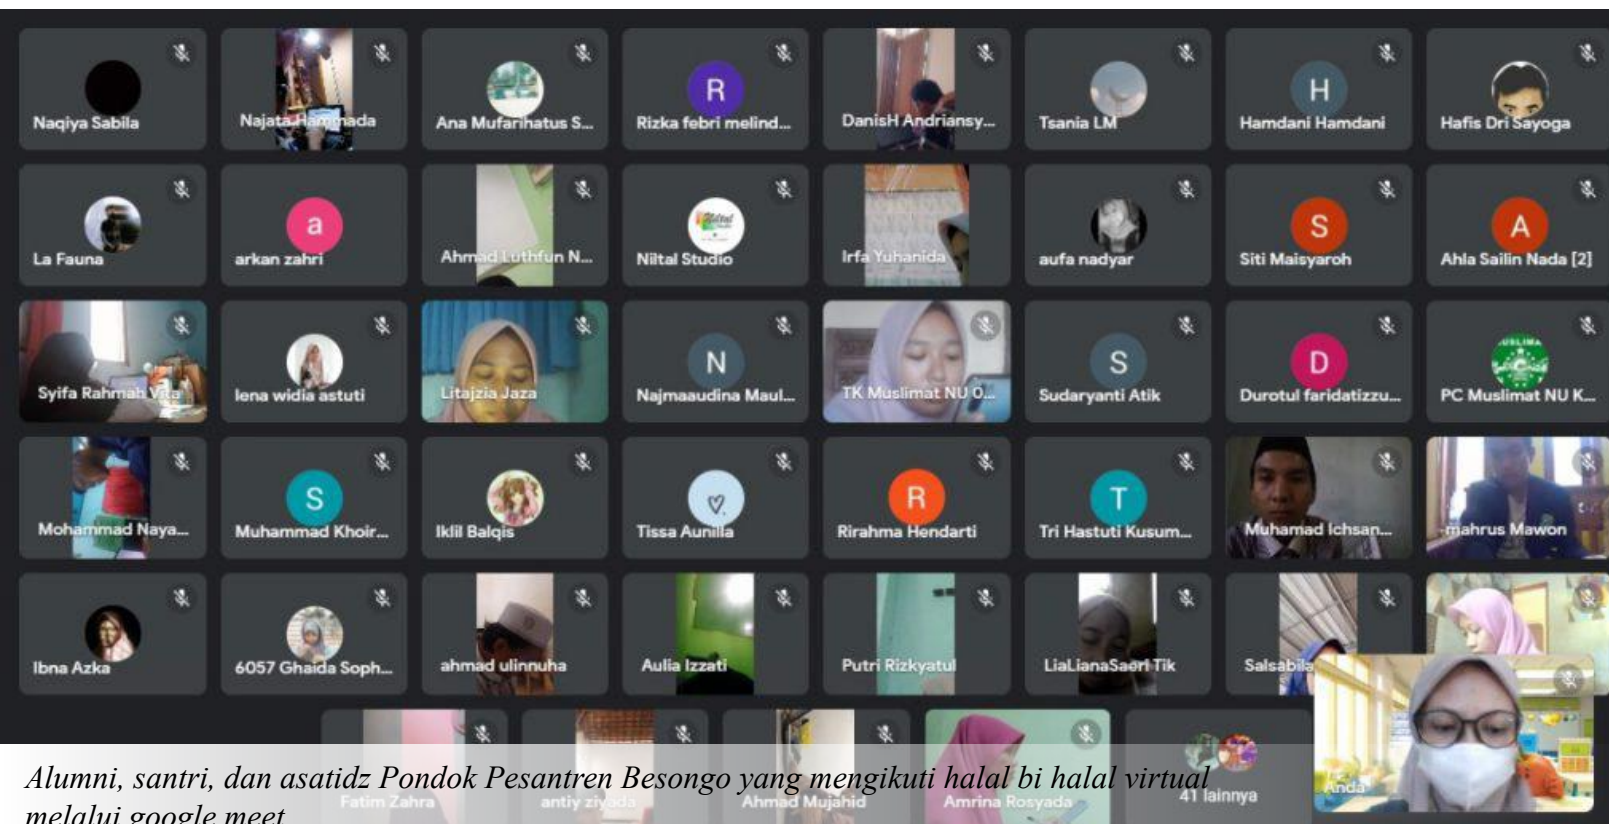 Naqiya Sabila
Najata Hammada
Ana Mufarihatus S...
R
Rizka febri melind...
DanisH Andriansy...
Tsania LM
H
Hamdani Hamdani
Hafis Dri Sayoga
La Fauna
a
arkan zahri
Ahmad Luthfun N...
Niltal Studio
Irfa Yuhanida
aufa nadyar
S
Siti Maisyaroh
A
Ahla Sailin Nada [2]
Syifa Rahmah Vita
lena widia astuti
Litajzia Jaza
N
Najmaaudina Maul...
TK Muslimat NU 0...
S
Sudaryanti Atik
D
Durotul faridatizzu...
PC Muslimat NU K...
Mohammad Naya...
S
Muhammad Khoir...
Iklil Balqis
Tissa Aunilla
R
Rirahma Hendarti
T
Tri Hastuti Kusum...
Muhamad Ichsan...
mahrus Mawon
Ibna Azka
6057 Ghaida Soph...
ahmad ulinnuha
Aulia Izzati
Putri Rizkyatul
LiaLianaSaeri Tik
Salsabila
Fatim Zahra
antiy ziyada
Ahmad Mujahid
Amrina Rosyada
41 lainnya
Anda
Alumni, santri, dan asatidz Pondok Pesantren Besongo yang mengikuti halal bi halal virtual
melalui google meet